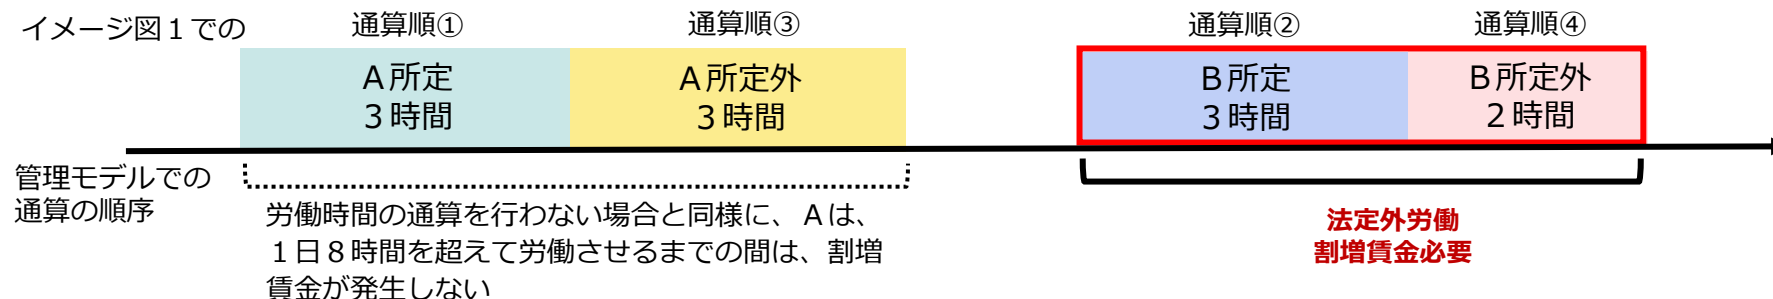 イメージ図１での
通算順①
通算順③
通算順②
通算順④
Ａ所定
３時間
Ａ所定外
３時間
Ｂ所定
３時間
Ｂ所定外
２時間
管理モデルでの
通算の順序
労働時間の通算を行わない場合と同様に、Ａは、
１日８時間を超えて労働させるまでの間は、割増
賃金が発生しない
法定外労働
割増賃金必要